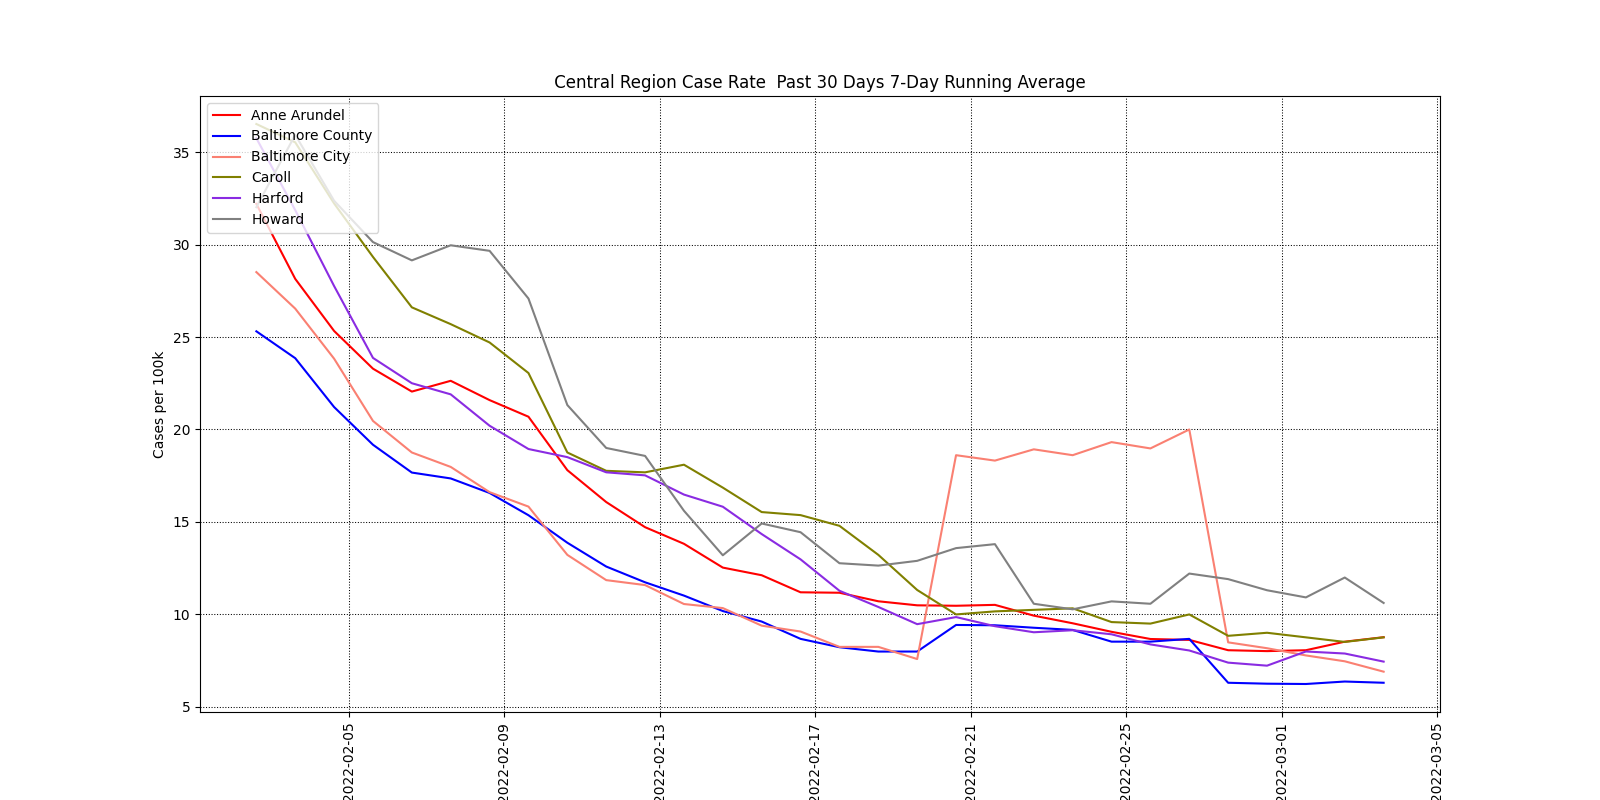 Central Region Case Rate  Past 30 Days 7-Day Running Average
Anne Arundel
Baltimore County
Baltimore City
Caroll
Harford
Howard
Cases per 100k
35
30
25
20
15
10
5
2022-02-05
2022-02-09
2022-02-13
2022-02-17
2022-02-21
2022-02-25
2022-03-01
2022-03-05